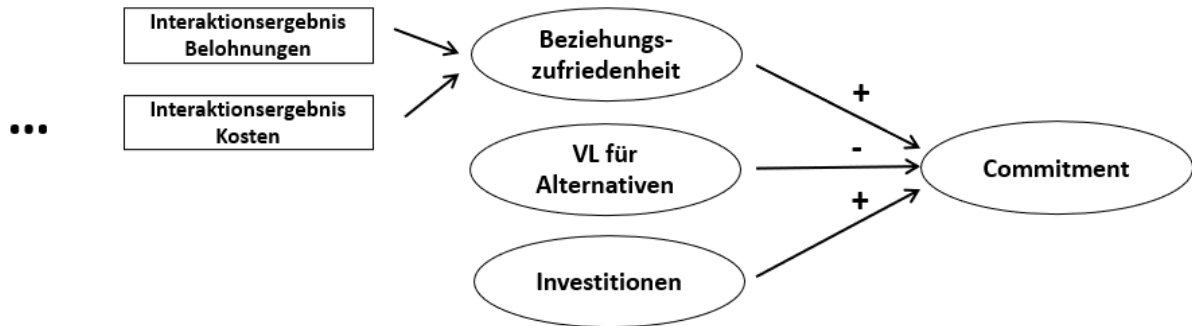 Interaktionsergebnis
Belohnungen
Beziehungs-
zufriedenheit
...
Interaktionsergebnis
Kosten
VL für
Alternativen
Investitionen
+
-
+
Commitment